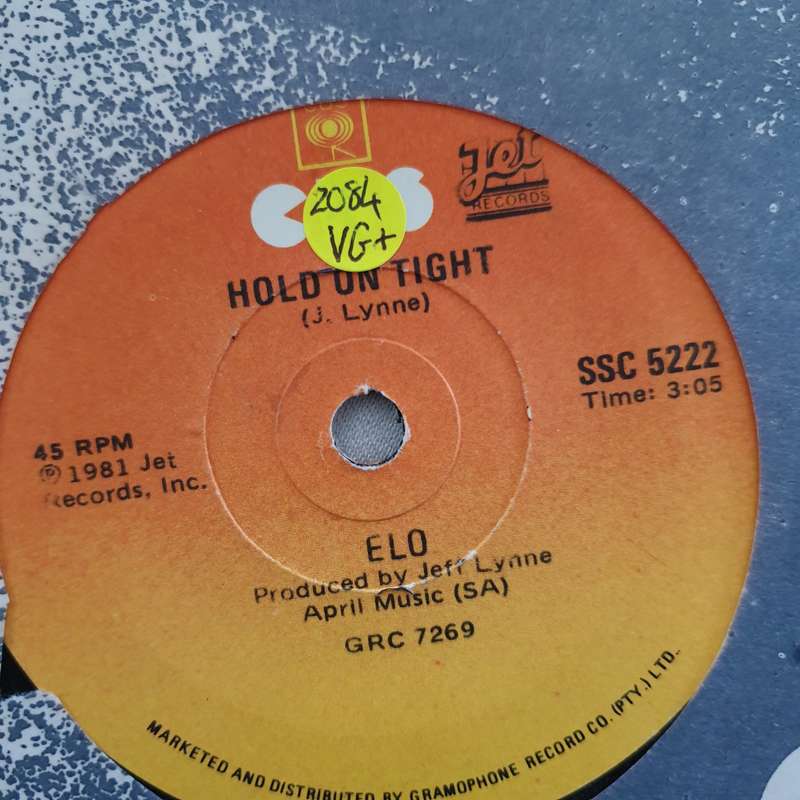 Jet
RECORDS
2084
VG+
HOLD ON TIGHT
(J. Lynne)
SSC 5222
Time: 3:05
45 RPM
℗ 1981 Jet
Records, Inc.
ELO
Produced by Jeff Lynne
April Music (SA)
GRC 7269
MARKETED AND DISTRIBUTED BY GRAMOPHONE RECORD CO. (PTY.) LTD.